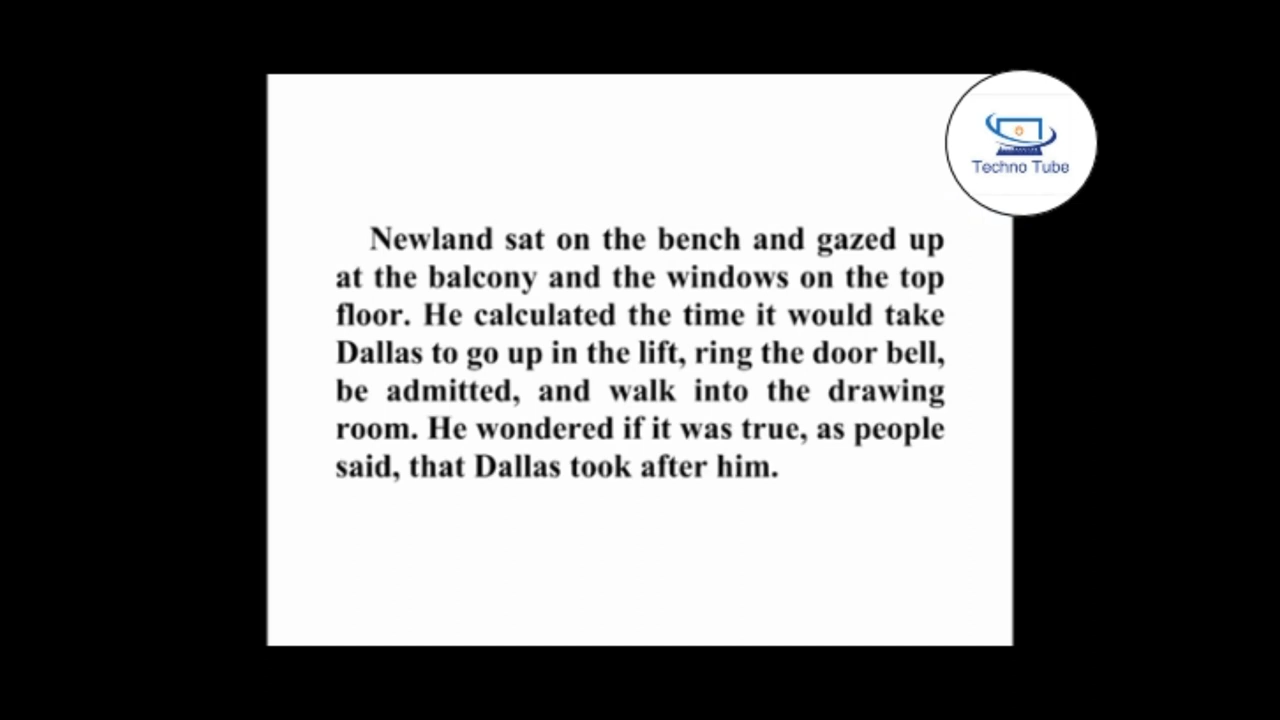 Techno Tube
Newland sat on the bench and gazed up
at the balcony and the windows on the top
floor. He calculated the time it would take
Dallas to go up in the lift, ring the door bell,
be admitted, and walk into the drawing
room. He wondered if it was true, as people
said, that Dallas took after him.